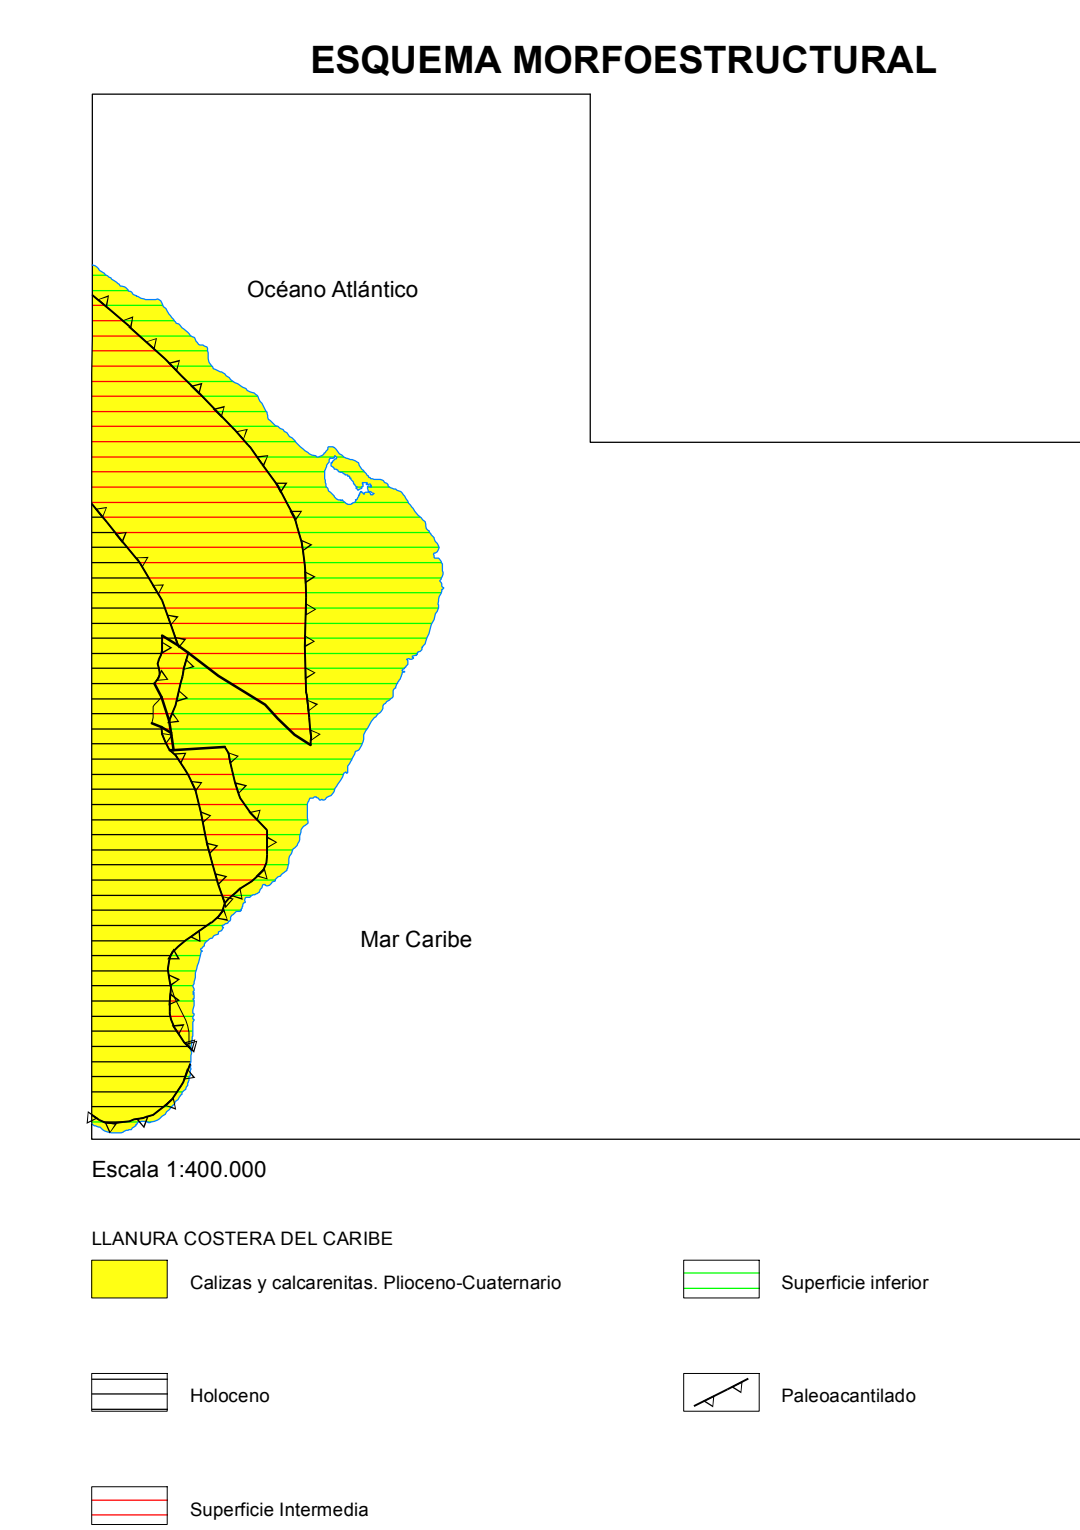 ESQUEMA MORFOESTRUCTURAL
Océano Atlántico
Mar Caribe
Escala 1:400.000
LLANURA COSTERA DEL CARIBE
Calizas y calcarenitas. Plioceno-Cuaternario
Superficie inferior
Holoceno
Paleoacantilado
Superficie Intermedia